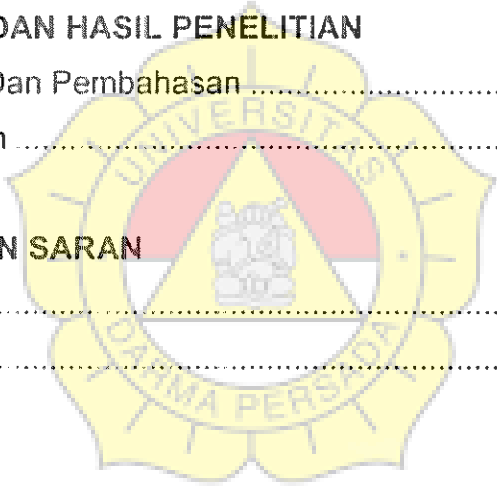 DAN HASIL PENELITIAN
Dan Pembahasan ........................
n ................................................
UNIVERSITAS
N SARAN
................................................
DARMA PERSADA
................................................